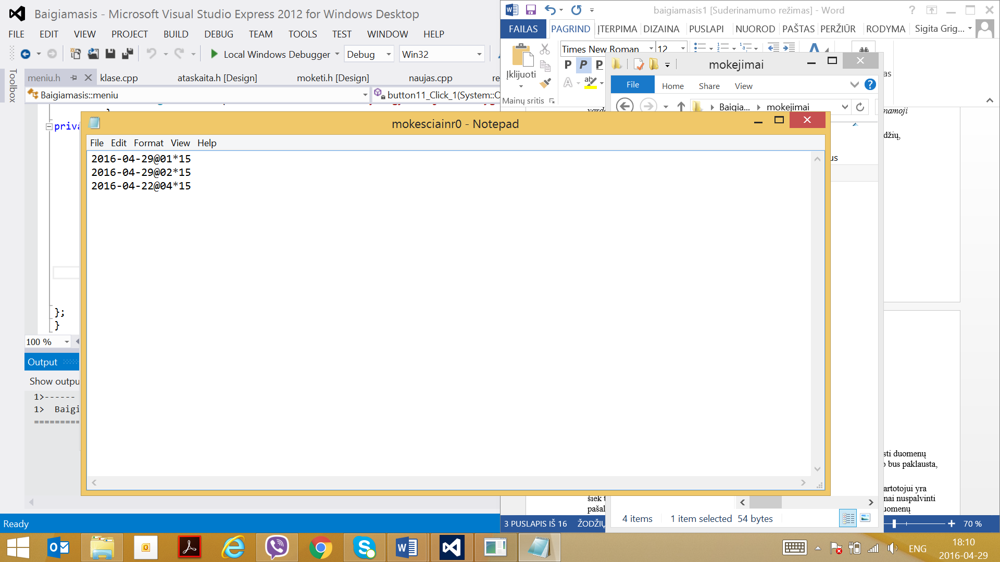 Baigiamasis - Microsoft Visual Studio Express 2012 for Windows Desktop
FILE EDIT VIEW PROJECT BUILD DEBUG TEAM TOOLS TEST WINDOW HELP
Local Windows Debugger Debug Win32
Toolbox
meniu.h klase.cpp ataskaita.h [Design] moketi.h [Design] naujas.cpp re
Baigiamasis::meniu button11_Click_1(System::O
priva
};
}
100 %
Output
Show outpu
1>------
1> Baigi
==========
Ready
baigiamasis1 [Suderinamumo režimas] - Word
FAILAS PAGRIND ĮTERPIMA DIZAINA PUSLAPI NUOROD PAŠTAS PERŽIŪR RODYMA Sigita Grig...
Times New Roman 12
P P P
Įklijuoti
Mainų sritis
as
namoji
džių,
us
sti duomenų
bus paklausta,
artotojui yra
šiek t
nai nuspalvinti
pašal
uomenų
3 PUSLAPIS IŠ 16 ŽODŽIŲ
70 %
mokejimai
File Home Share View
Baigia... mokejimai
4 items 1 item selected 54 bytes
mokesciainr0 - Notepad
File Edit Format View Help
2016-04-29@01*15
2016-04-29@02*15
2016-04-22@04*15
ENG
18:10
2016-04-29